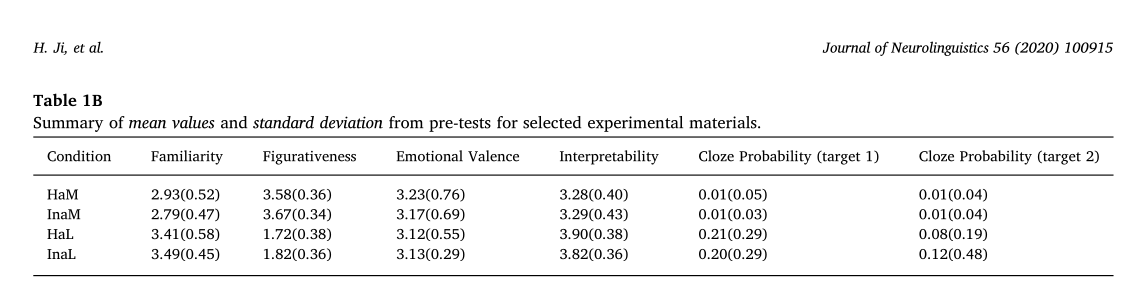 H. Ji, et al.
Journal of Neurolinguistics 56 (2020) 100915
Table 1B
Summary of mean values and standard deviation from pre-tests for selected experimental materials.
Condition Familiarity Figurativeness Emotional Valence Interpretability Cloze Probability (target 1) Cloze Probability (target 2)
HaM 2.93(0.52) 3.58(0.36) 3.23(0.76) 3.28(0.40) 0.01(0.05) 0.01(0.04)
InaM 2.79(0.47) 3.67(0.34) 3.17(0.69) 3.29(0.43) 0.01(0.03) 0.01(0.04)
HaL 3.41(0.58) 1.72(0.38) 3.12(0.55) 3.90(0.38) 0.21(0.29) 0.08(0.19)
InaL 3.49(0.45) 1.82(0.36) 3.13(0.29) 3.82(0.36) 0.20(0.29) 0.12(0.48)